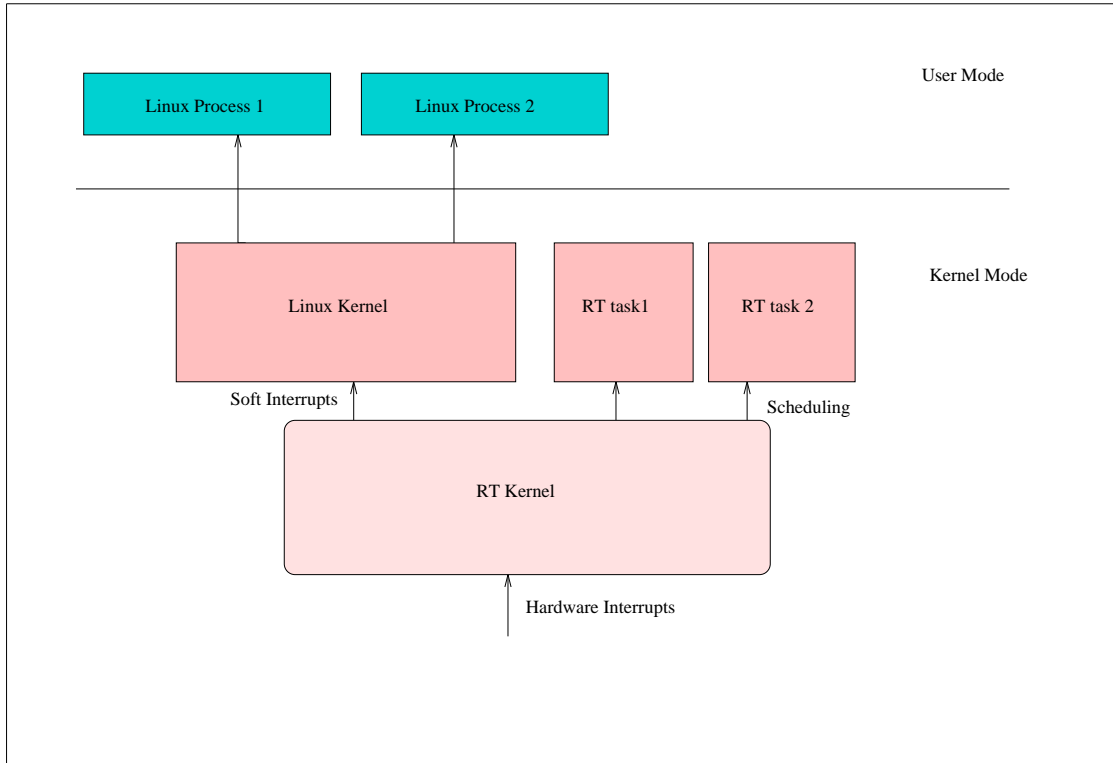 User Mode
Linux Process 1
Linux Process 2
Kernel Mode
Linux Kernel
RT task1
RT task 2
Soft Interrupts
Scheduling
RT Kernel
Hardware Interrupts